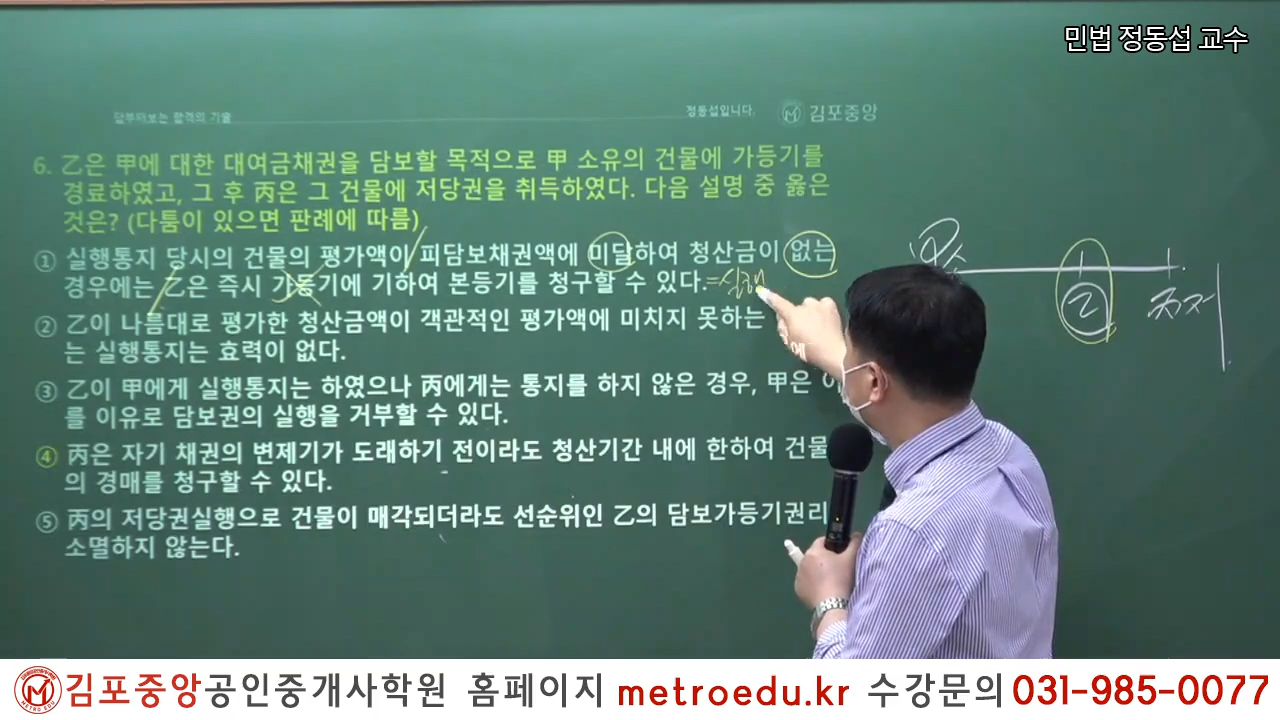 민법 정동섭 교수
답부터보는 합격의 기술
정동섭입니다. 김포중앙
6. 乙은 甲에 대한 대여금채권을 담보할 목적으로 甲 소유의 건물에 가등기를
경료하였고, 그 후 丙은 그 건물에 저당권을 취득하였다. 다음 설명 중 옳은
것은? (다툼이 있으면 판례에 따름)
① 실행통지 당시의 건물의 평가액이 피담보채권액에 미달하여 청산금이 없는
경우에는 乙은 즉시 가등기에 기하여 본등기를 청구할 수 있다. =실행
② 乙이 나름대로 평가한 청산금액이 객관적인 평가액에 미치지 못하는
는 실행통지는 효력이 없다.
③ 乙이 甲에게 실행통지는 하였으나 丙에게는 통지를 하지 않은 경우, 甲은 이
를 이유로 담보권의 실행을 거부할 수 있다.
④ 丙은 자기 채권의 변제기가 도래하기 전이라도 청산기간 내에 한하여 건물
의 경매를 청구할 수 있다.
⑤ 丙의 저당권실행으로 건물이 매각되더라도 선순위인 乙의 담보가등기권리
소멸하지 않는다.
乙
丙저
김포중앙공인중개사학원 홈페이지 metroedu.kr 수강문의 031-985-0077
METRO EDU